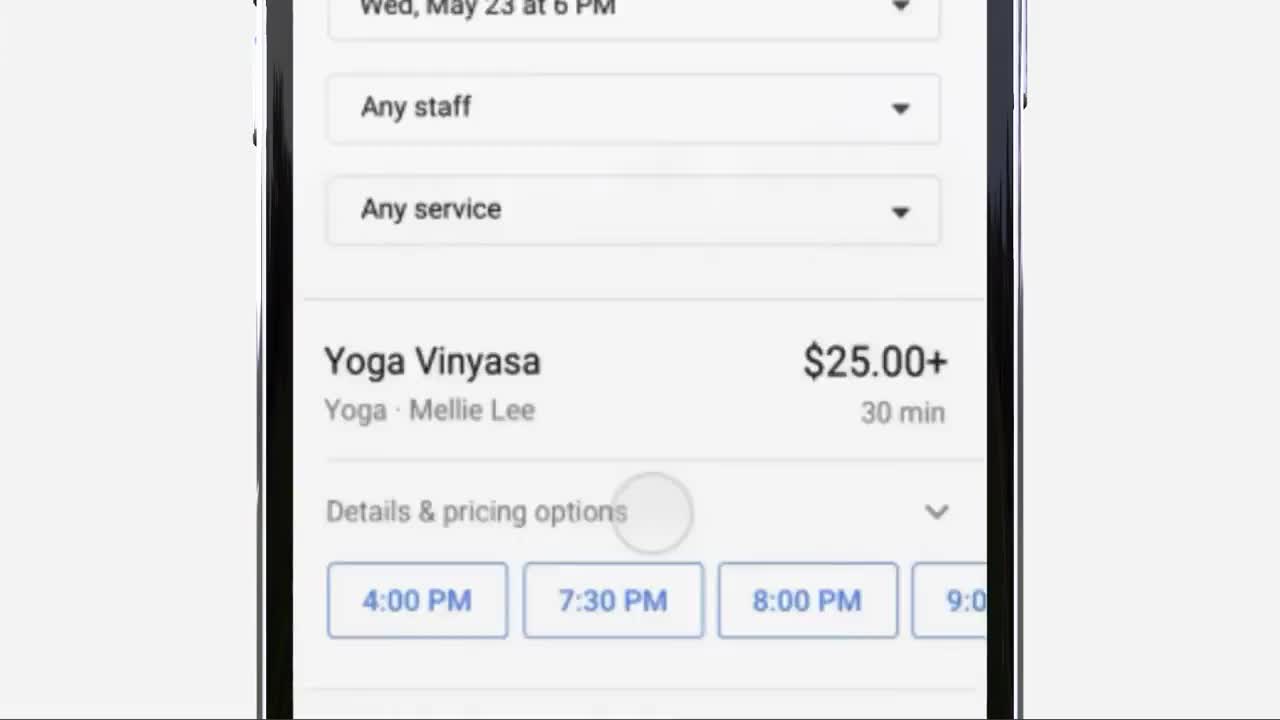 Wed, May 23 at 6 PM
Any staff
Any service
Yoga Vinyasa $25.00+
Yoga · Mellie Lee 30 min
Details & pricing options
4:00 PM 7:30 PM 8:00 PM 9:0